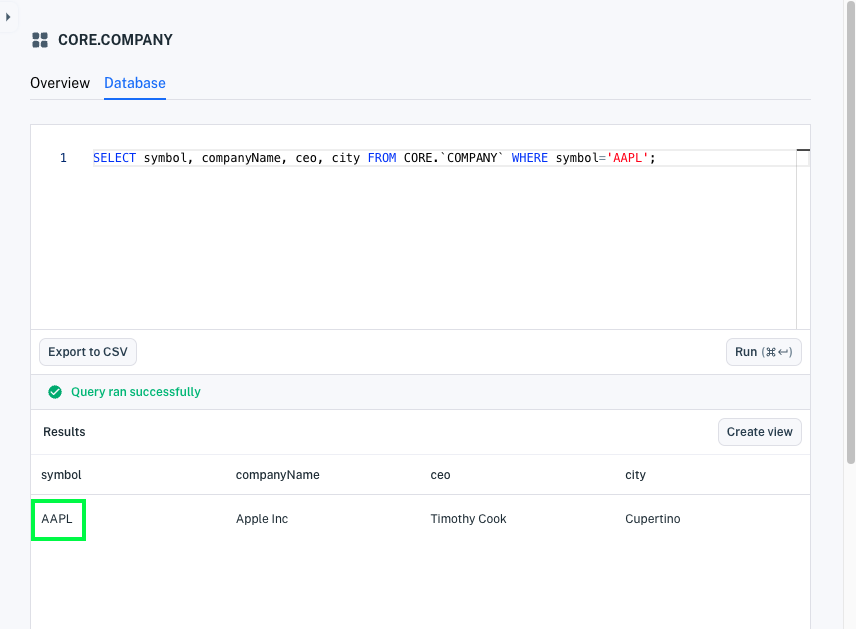 CORE.COMPANY
Overview Database
1 SELECT symbol, companyName, ceo, city FROM CORE.`COMPANY` WHERE symbol='AAPL';
Export to CSV Run (⌘↩)
Query ran successfully
Results Create view
symbol companyName ceo city
AAPL Apple Inc Timothy Cook Cupertino